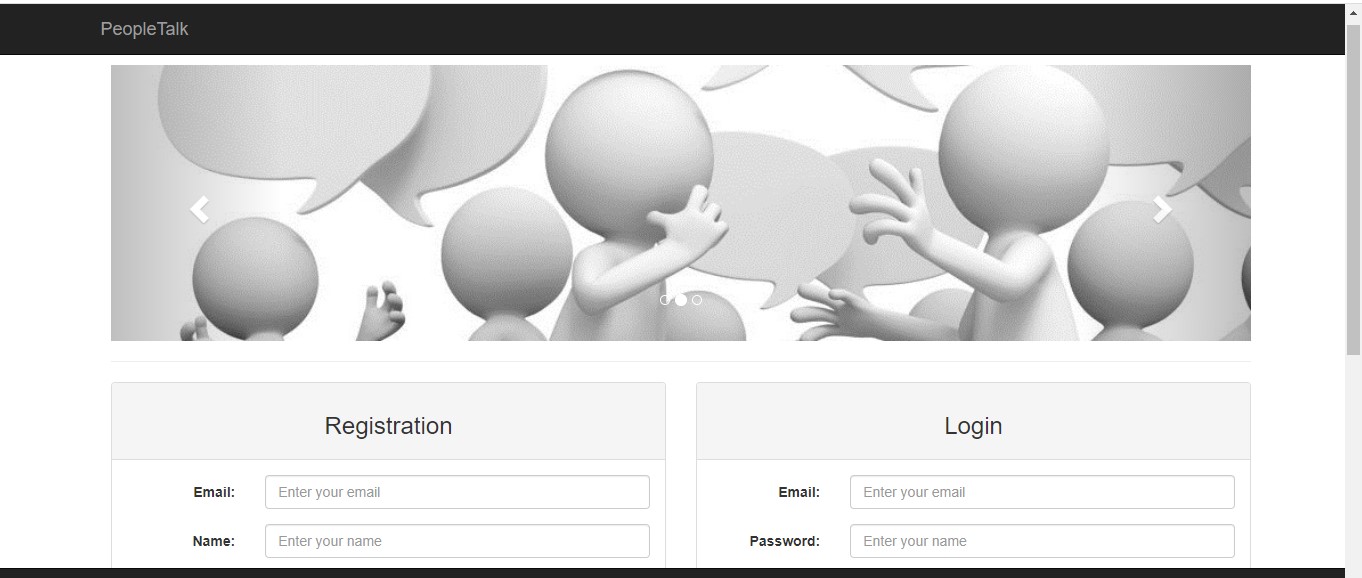 PeopleTalk
Registration
Email: Enter your email
Name: Enter your name
Login
Email: Enter your email
Password: Enter your name